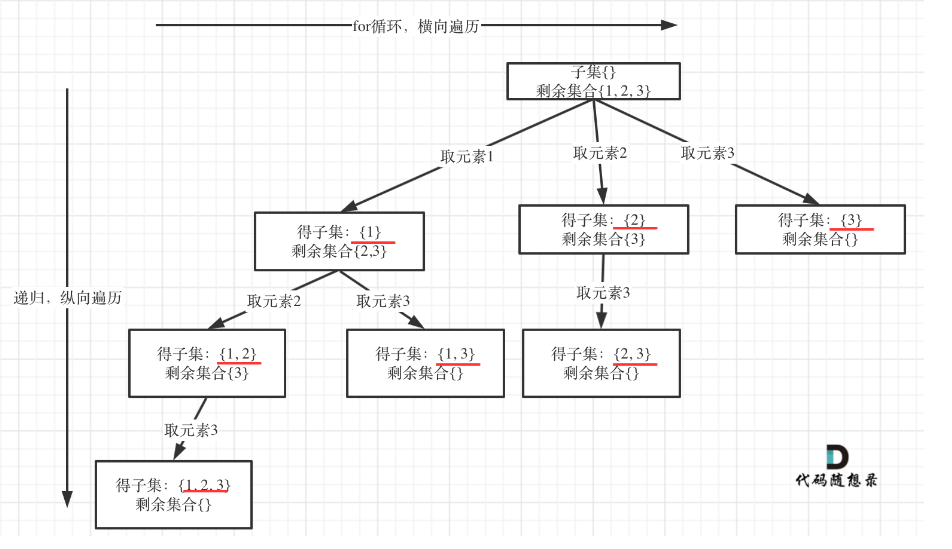 for循环，横向遍历
子集{}
剩余集合{1, 2, 3}
取元素1
取元素2
取元素3
得子集：{1}
剩余集合{2,3}
得子集：{2}
剩余集合{3}
得子集：{3}
剩余集合{}
递归，纵向遍历
取元素2
取元素3
取元素3
得子集：{1, 2}
剩余集合{3}
得子集：{1, 3}
剩余集合{}
得子集：{2, 3}
剩余集合{}
取元素3
得子集：{1, 2, 3}
剩余集合{}
D
代码随想录